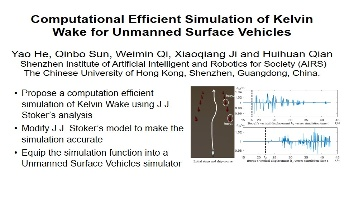 Computational Efficient Simulation of Kelvin
Wake for Unmanned Surface Vehicles
Yao He, Qinbo Sun, Weimin Qi, Xiaoqiang Ji and Huihuan Qian
Shenzhen Institute of Artificial Intelligent and Robotics for Society (AIRS)
The Chinese University of Hong Kong, Shenzhen, Guangdong, China.
• Propose a computation efficient
simulation of Kelvin Wake using J.J.
Stoker's analysis
• Modify J.J. Stoker's model to make the
simulation accurate
• Equip the simulation function into a
Unmanned Surface Vehicles simulator